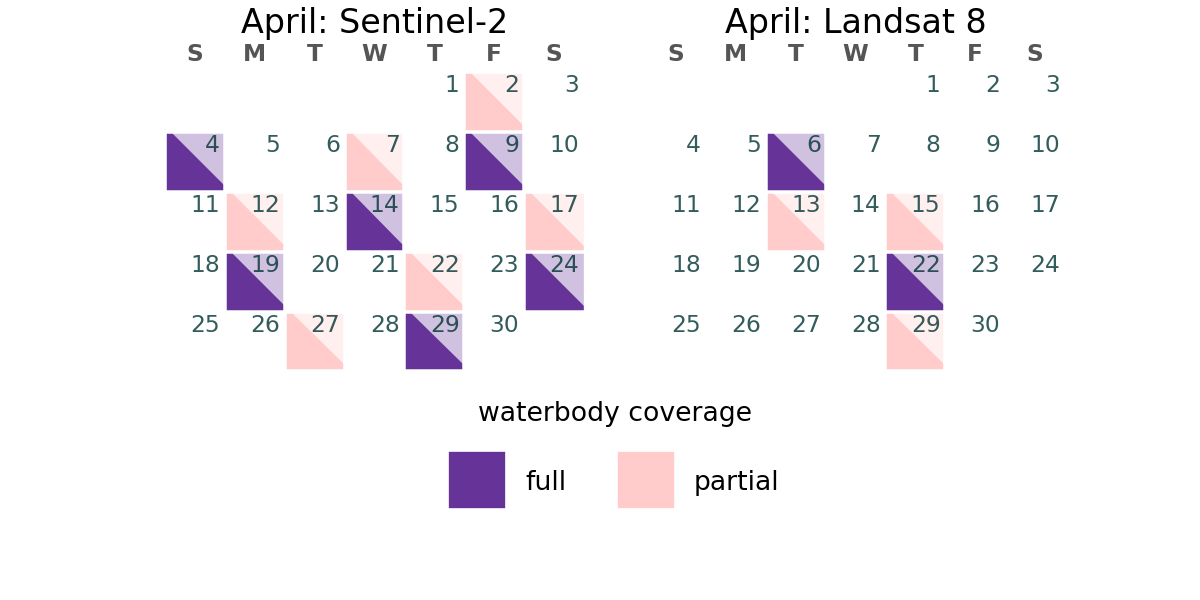 April: Sentinel-2
S M T W T F S
1 2 3
4 5 6 7 8 9 10
11 12 13 14 15 16 17
18 19 20 21 22 23 24
25 26 27 28 29 30
April: Landsat 8
S M T W T F S
1 2 3
4 5 6 7 8 9 10
11 12 13 14 15 16 17
18 19 20 21 22 23 24
25 26 27 28 29 30
waterbody coverage
full partial